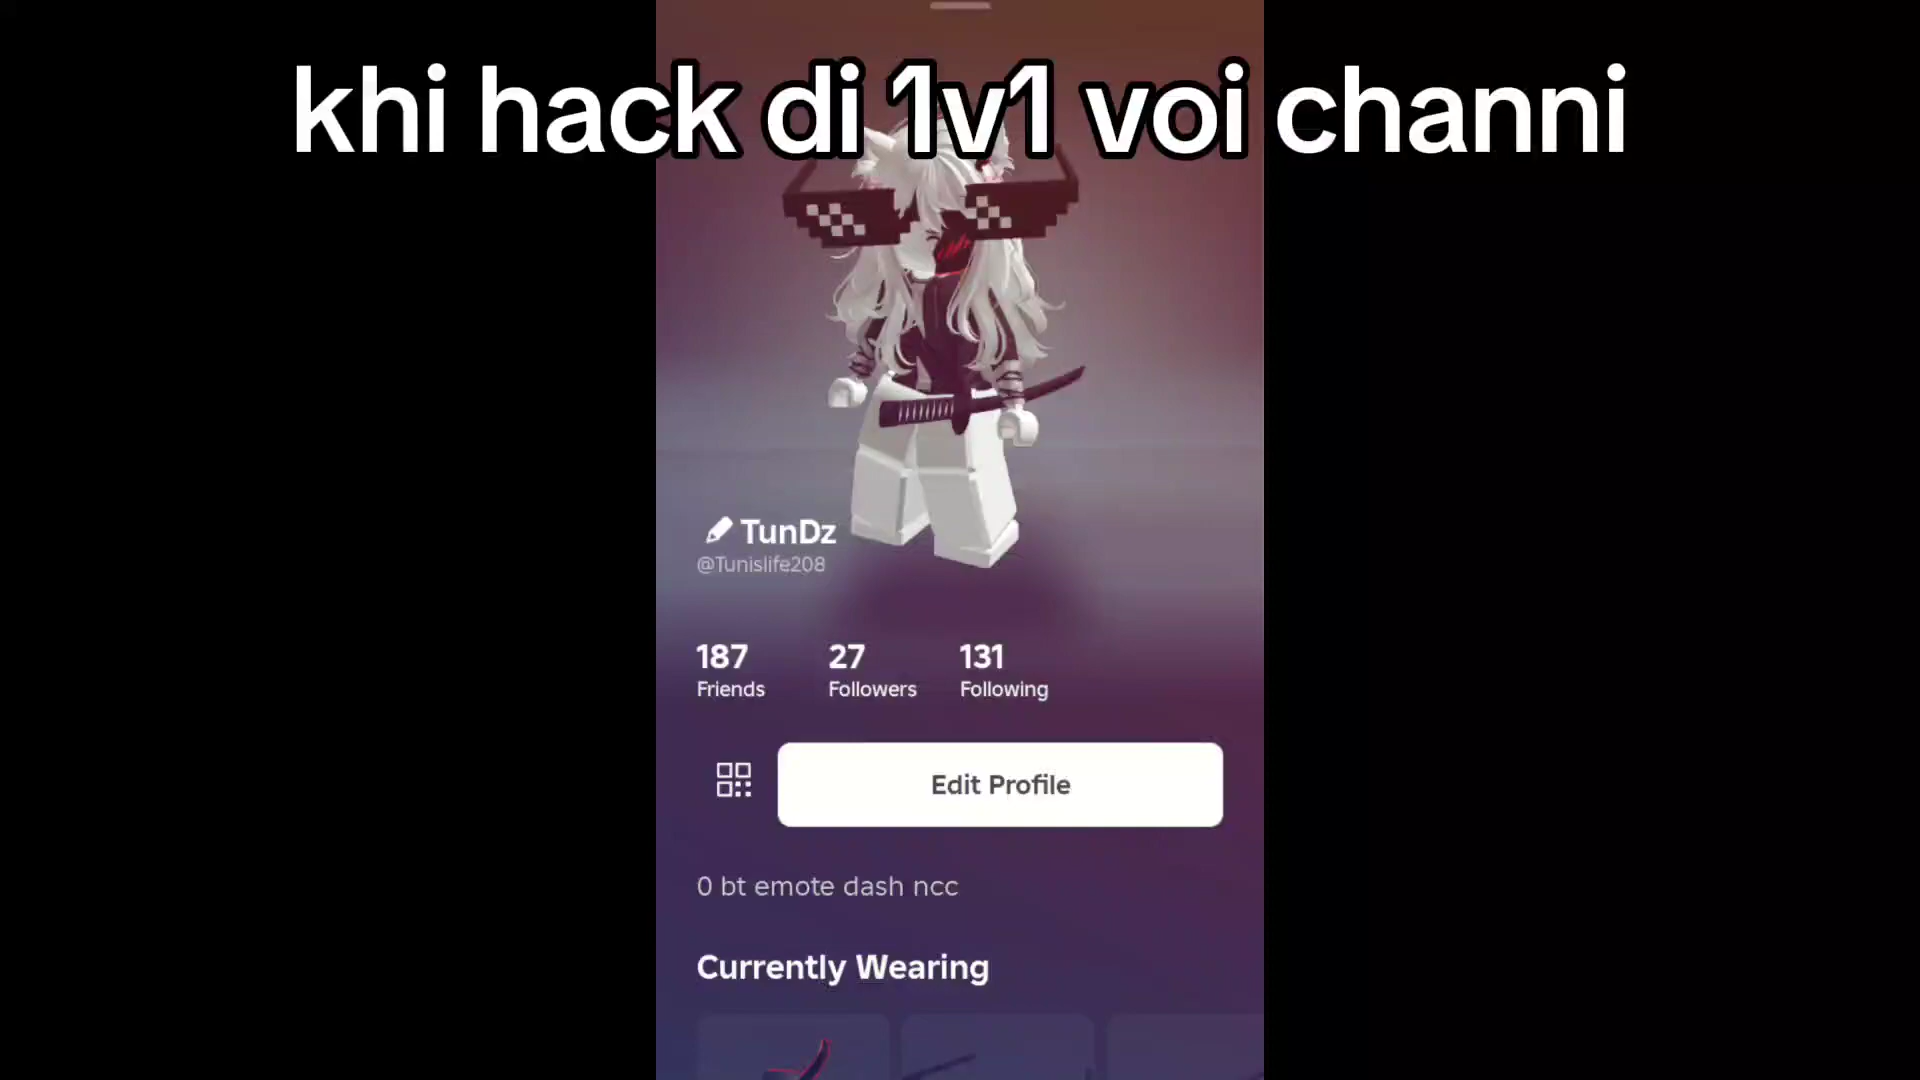 khi hack di 1v1 voi channi
TunDz
@Tunislife208
187 27 131
Friends Followers Following
Edit Profile
0 bt emote dash ncc
Currently Wearing